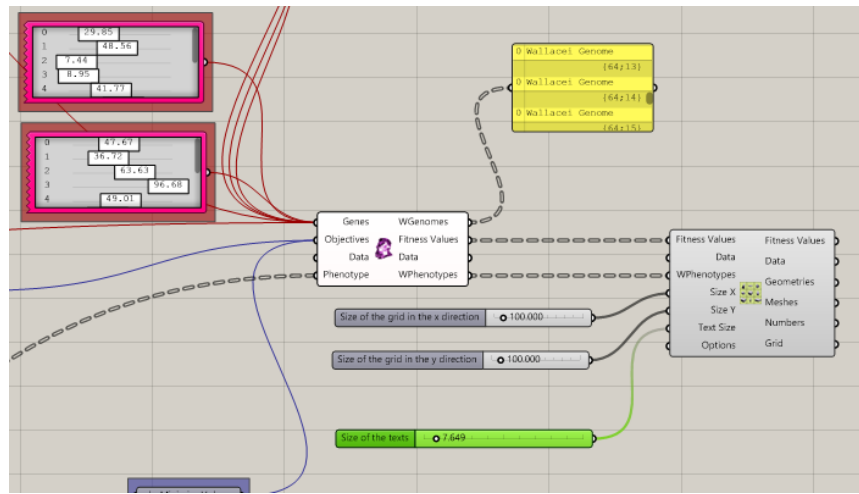 0 29.85
1 48.56
2 7.44
3 8.95
4 41.77
0 47.67
1 36.72
2 63.63
3 96.68
4 49.01
0 Wallacei Genome
{64;13}
0 Wallacei Genome
{64;14}
0 Wallacei Genome
{64;15}
Genes WGenomes
Objectives Fitness Values
Data Data
Phenotype WPhenotypes
Fitness Values Fitness Values
Data Data
WPhenotypes Geometries
Size X Meshes
Size Y Numbers
Text Size Grid
Options
Size of the grid in the x direction 100.000
Size of the grid in the y direction 100.000
Size of the texts 7.649